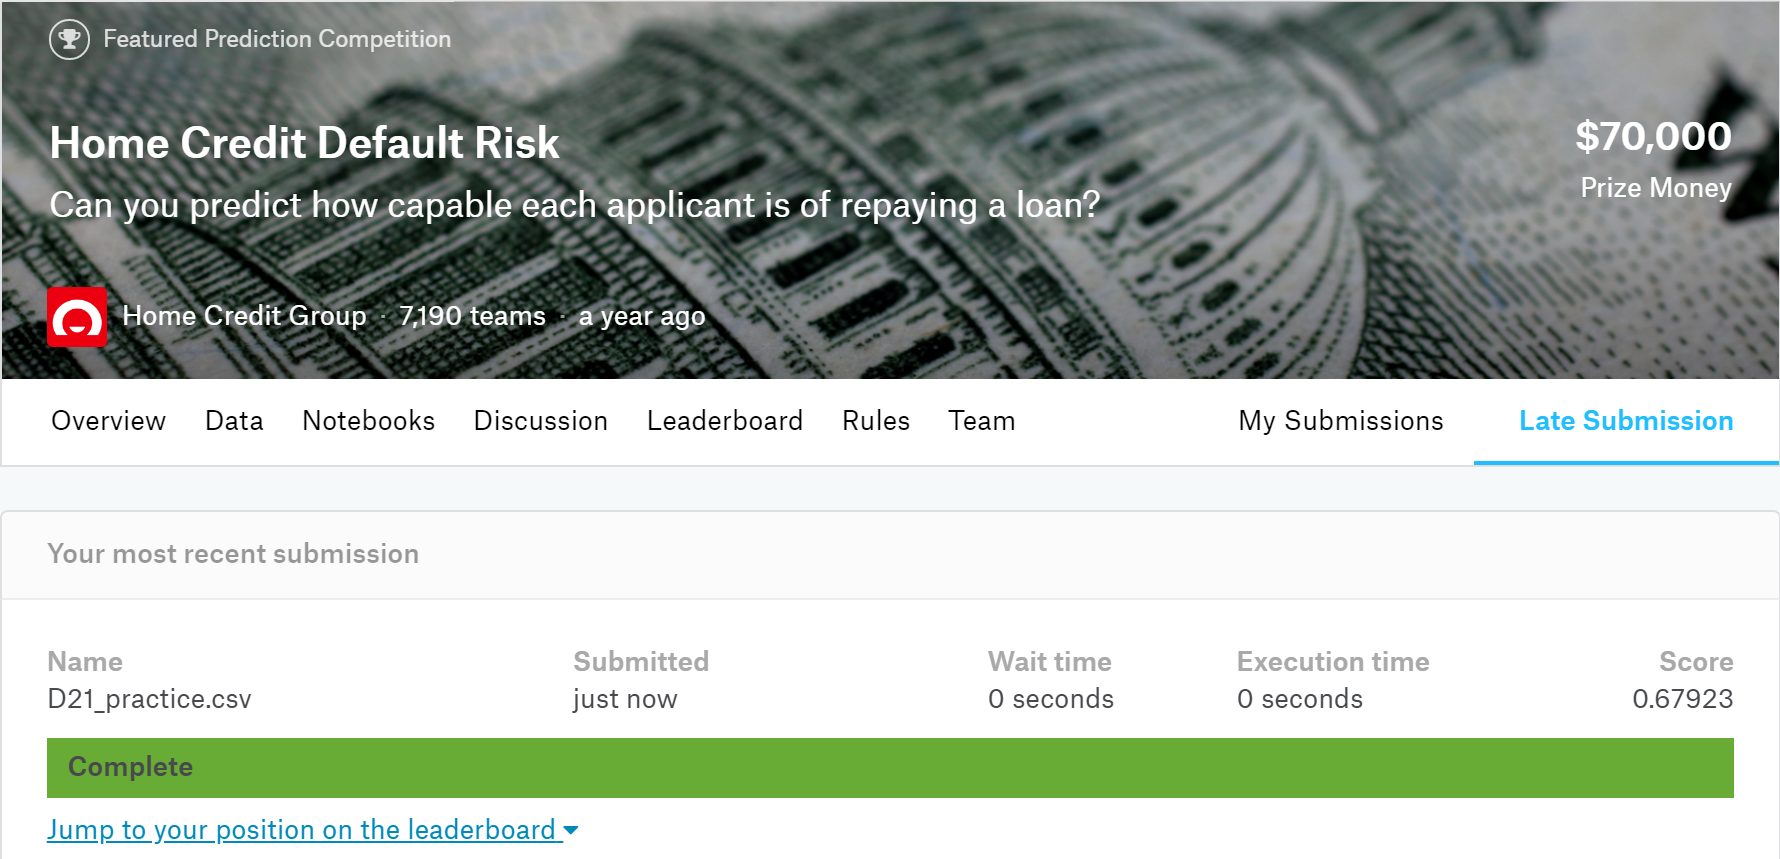 Featured Prediction Competition
Home Credit Default Risk
Can you predict how capable each applicant is of repaying a loan?
$70,000
Prize Money
Home Credit Group · 7,190 teams · a year ago
Overview Data Notebooks Discussion Leaderboard Rules Team My Submissions Late Submission
Your most recent submission
Name Submitted Wait time Execution time Score
D21_practice.csv just now 0 seconds 0 seconds 0.67923
Complete
Jump to your position on the leaderboard